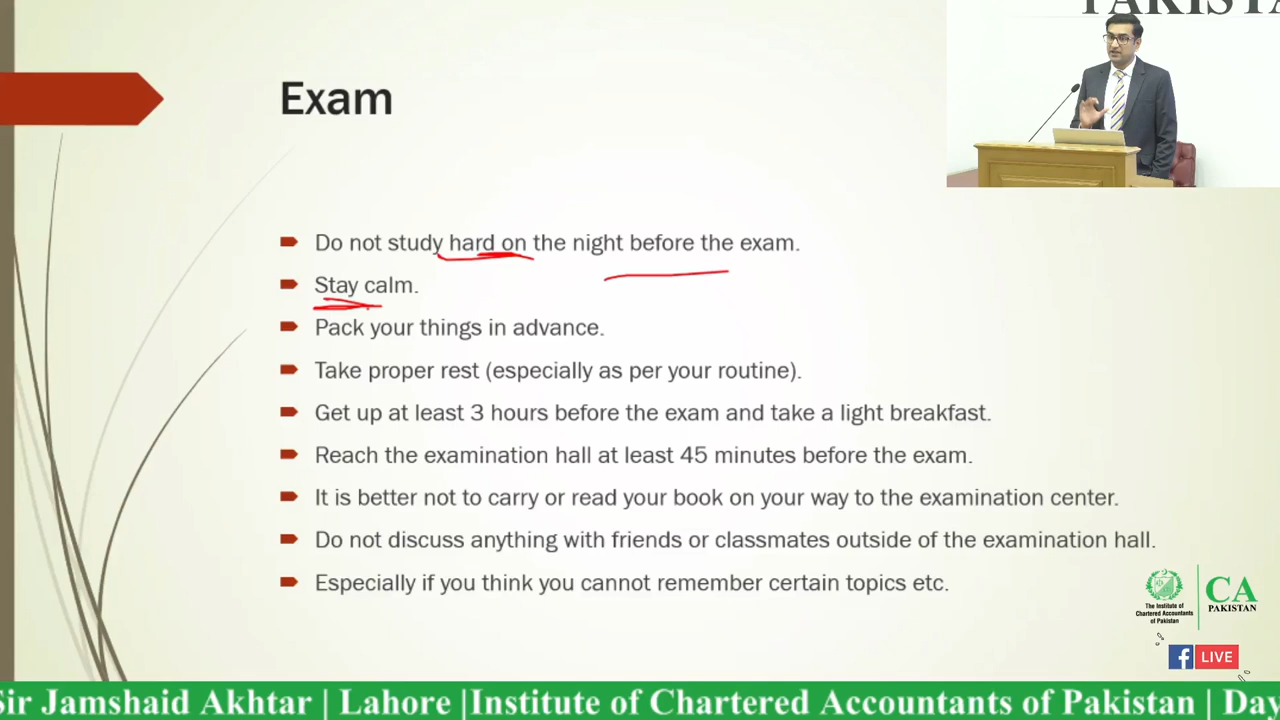 PAKISTA
Exam
Do not study hard on the night before the exam.
Stay calm.
Pack your things in advance.
Take proper rest (especially as per your routine).
Get up at least 3 hours before the exam and take a light breakfast.
Reach the examination hall at least 45 minutes before the exam.
It is better not to carry or read your book on your way to the examination center.
Do not discuss anything with friends or classmates outside of the examination hall.
Especially if you think you cannot remember certain topics etc.
The Institute of
Chartered Accountants
of Pakistan
CA
PAKISTAN
f LIVE
Sir Jamshaid Akhtar | Lahore |Institute of Chartered Accountants of Pakistan | Day